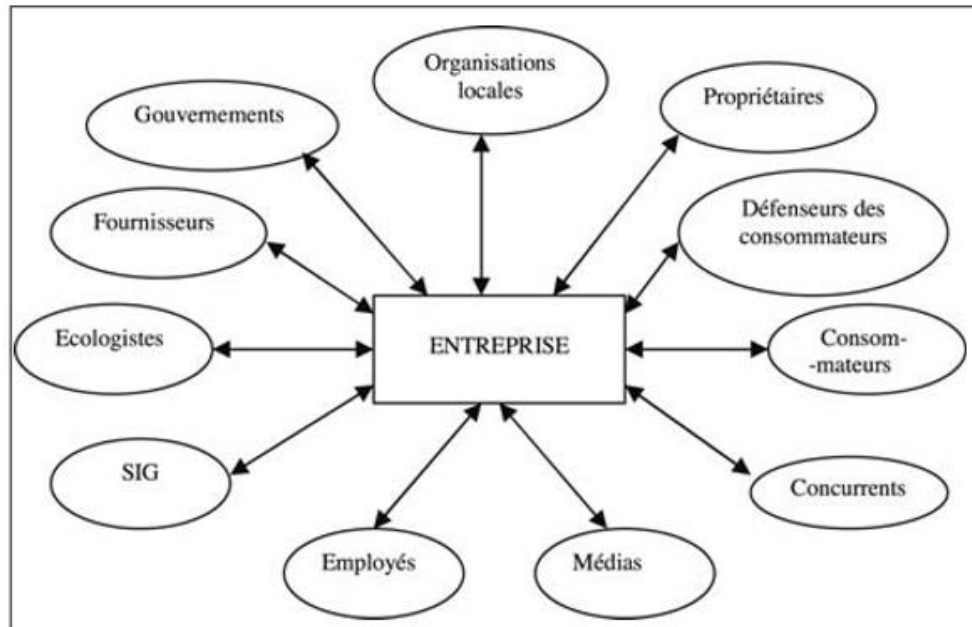 Organisations
locales
Propriétaires
Gouvernements
Défenseurs des
consommateurs
Fournisseurs
Ecologistes
ENTREPRISE
Consom-
-mateurs
SIG
Concurrents
Employés
Médias